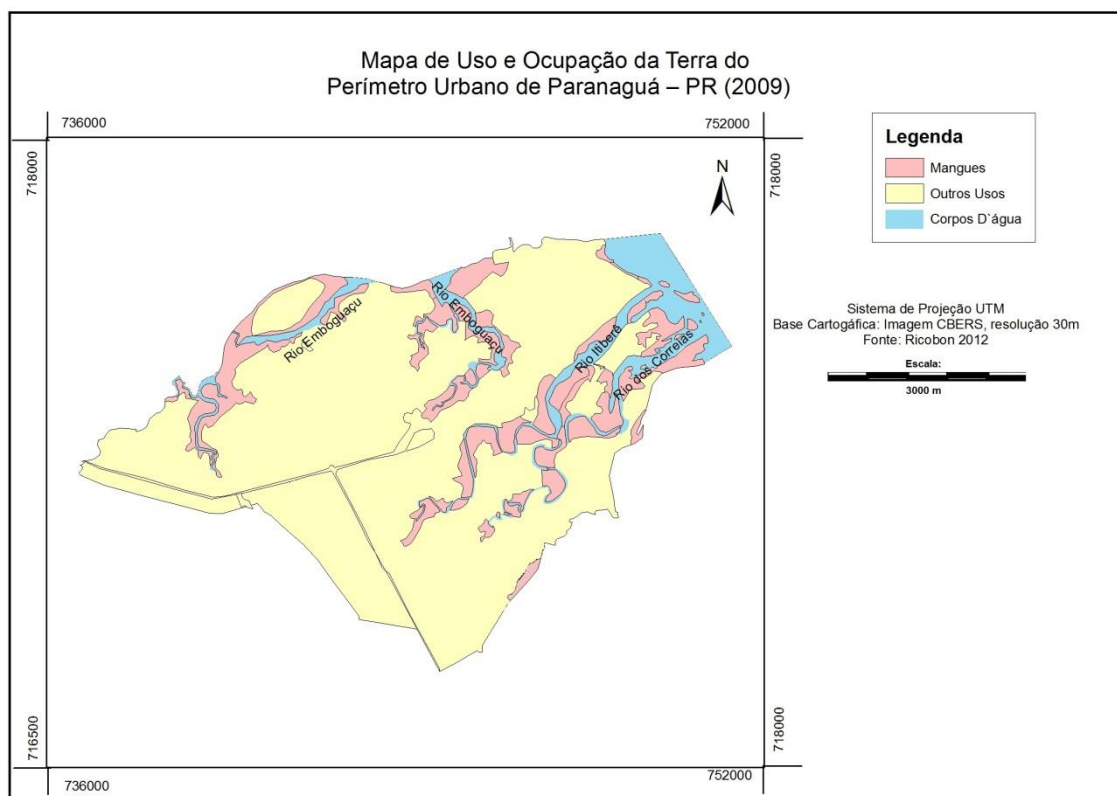 Mapa de Uso e Ocupação da Terra do
Perímetro Urbano de Paranaguá – PR (2009)
736000
752000
718000
718000
N
Legenda
Mangues
Outros Usos
Corpos D`água
Rio Emboguaçu
Rio Emboguaçu
Rio Itiberê
Rio dos Correias
Sistema de Projeção UTM
Base Cartogáfica: Imagem CBERS, resolução 30m
Fonte: Ricobon 2012
Escala:
3000 m
716500
718000
736000
752000